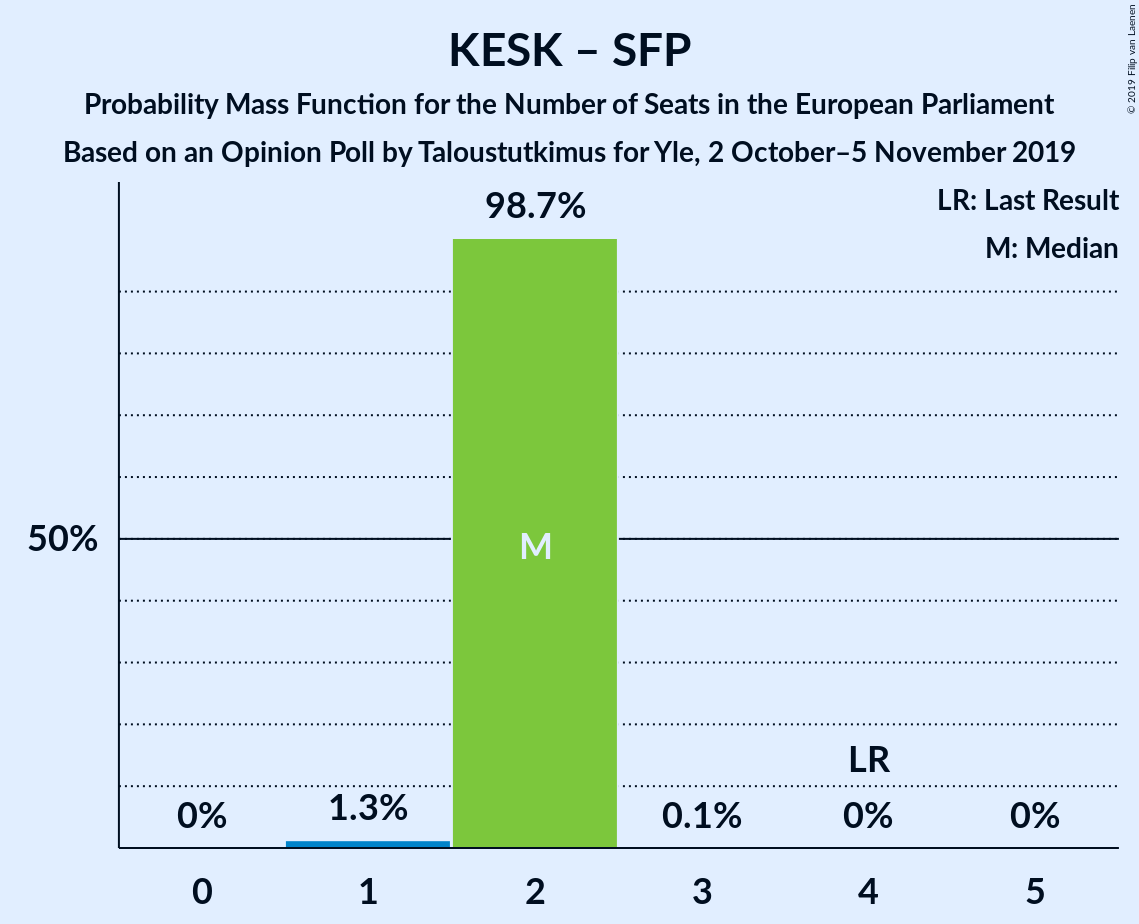 KESK – SFP
Probability Mass Function for the Number of Seats in the European Parliament
Based on an Opinion Poll by Taloustutkimus for Yle, 2 October–5 November 2019
© 2019 Filip van Laenen
LR: Last Result
M: Median
98.7%
50%
M
LR
0%
1.3%
0.1%
0%
0%
0 1 2 3 4 5